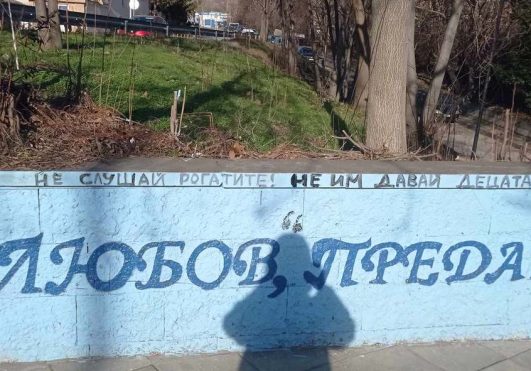 НЕ СЛУШАЙ РОГАТИТЕ! НЕ ИМ ДАВАЙ ДЕЦАТА
“
ЛЮБОВ, ПРЕДА